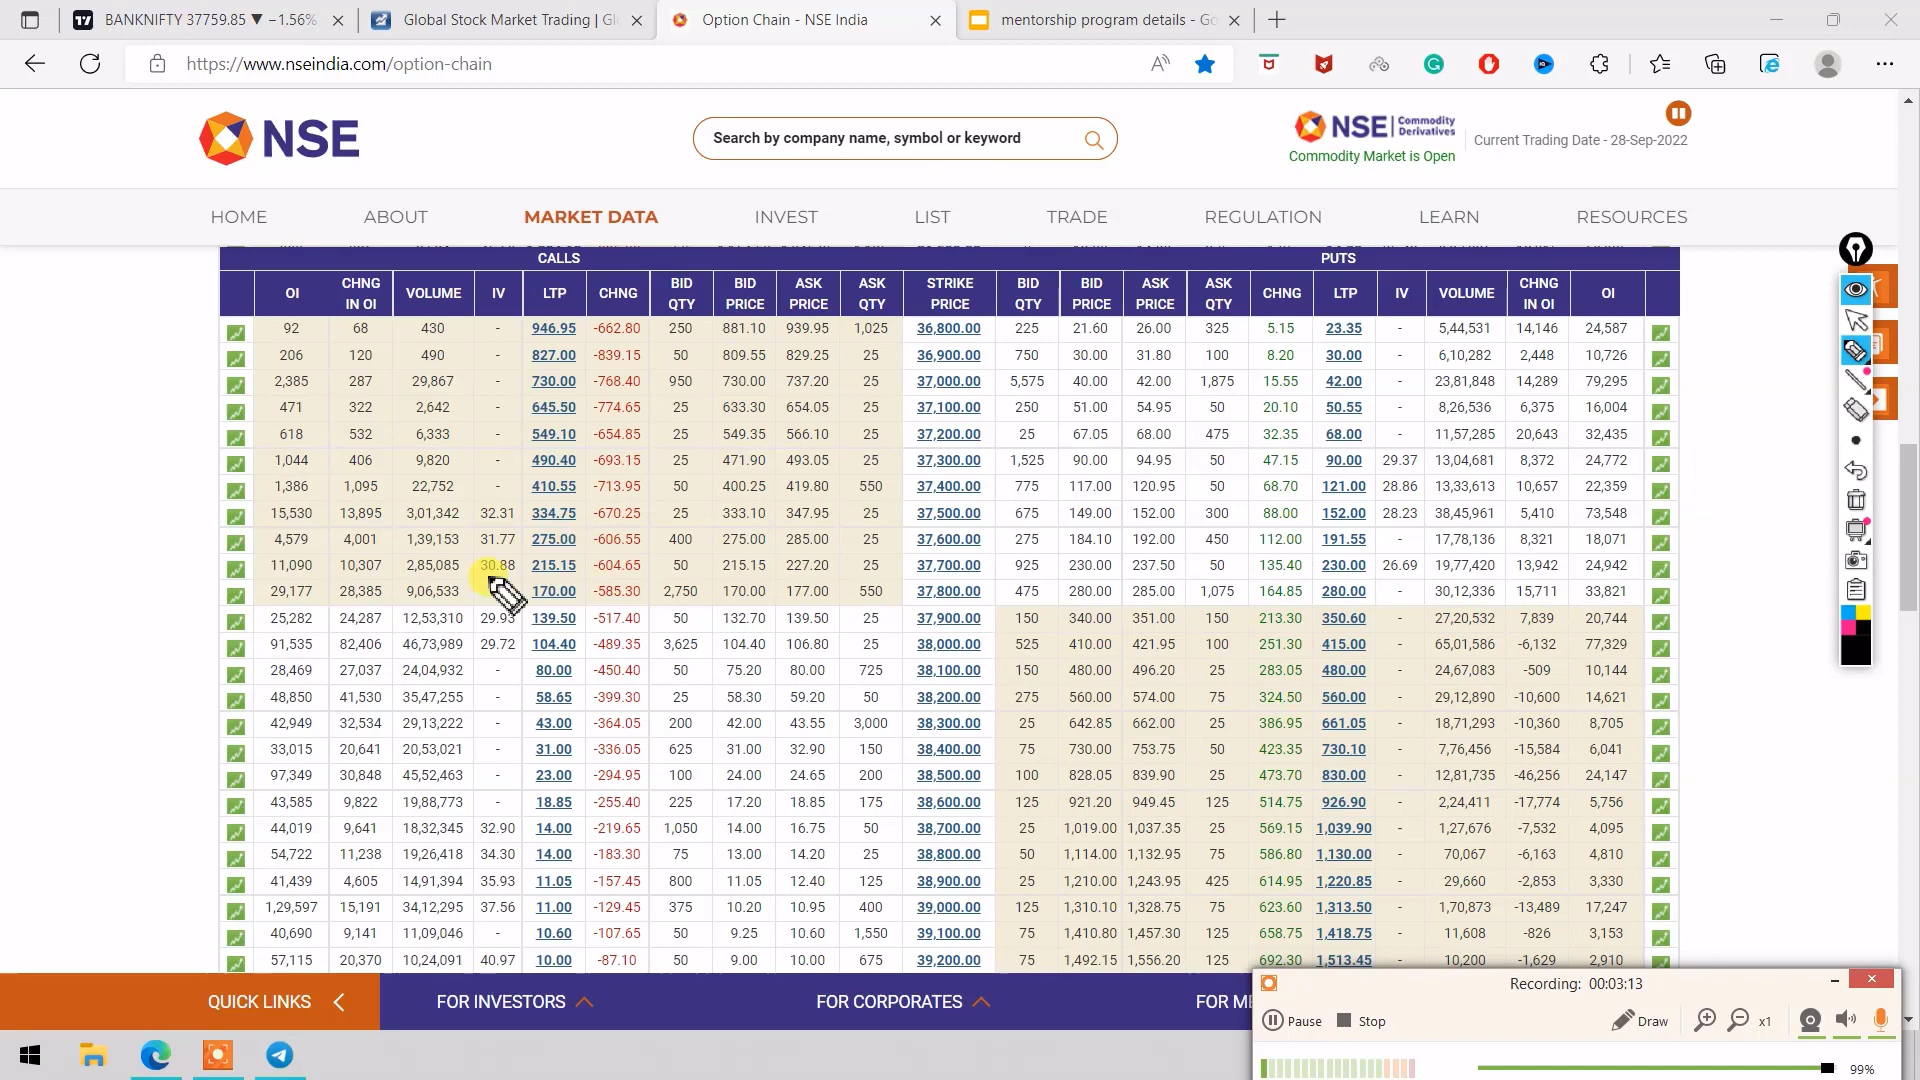 BANKNIFTY 37759.85 ▼ −1.56%
Global Stock Market Trading | Gl
Option Chain - NSE India
mentorship program details - Go
https://www.nseindia.com/option-chain
NSE
Search by company name, symbol or keyword
NSE Commodity Derivatives
Commodity Market is Open
Current Trading Date - 28-Sep-2022
HOME ABOUT MARKET DATA INVEST LIST TRADE REGULATION LEARN RESOURCES
CALLS PUTS
OI CHNG IN OI VOLUME IV LTP CHNG BID QTY BID PRICE ASK PRICE ASK QTY STRIKE PRICE BID QTY BID PRICE ASK PRICE ASK QTY CHNG LTP IV VOLUME CHNG IN OI OI
92 68 430 - 946.95 -662.80 250 881.10 939.95 1,025 36,800.00 225 21.60 26.00 325 5.15 23.35 - 5,44,531 14,146 24,587
206 120 490 - 827.00 -839.15 50 809.55 829.25 25 36,900.00 750 30.00 31.80 100 8.20 30.00 - 6,10,282 2,448 10,726
2,385 287 29,867 - 730.00 -768.40 950 730.00 737.20 25 37,000.00 5,575 40.00 42.00 1,875 15.55 42.00 - 23,81,848 14,289 79,295
471 322 2,642 - 645.50 -774.65 25 633.30 654.05 25 37,100.00 250 51.00 54.95 50 20.10 50.55 - 8,26,536 6,375 16,004
618 532 6,333 - 549.10 -654.85 25 549.35 566.10 25 37,200.00 25 67.05 68.00 475 32.35 68.00 - 11,57,285 20,643 32,435
1,044 406 9,820 - 490.40 -693.15 25 471.90 493.05 25 37,300.00 1,525 90.00 94.95 50 47.15 90.00 29.37 13,04,681 8,372 24,772
1,386 1,095 22,752 - 410.55 -713.95 50 400.25 419.80 550 37,400.00 775 117.00 120.95 50 68.70 121.00 28.86 13,33,613 10,657 22,359
15,530 13,895 3,01,342 32.31 334.75 -670.25 25 333.10 347.95 25 37,500.00 675 149.00 152.00 300 88.00 152.00 28.23 38,45,961 5,410 73,548
4,579 4,001 1,39,153 31.77 275.00 -606.55 400 275.00 285.00 25 37,600.00 275 184.10 192.00 450 112.00 191.55 - 17,78,136 8,321 18,071
11,090 10,307 2,85,085 30.88 215.15 -604.65 50 215.15 227.20 25 37,700.00 925 230.00 237.50 50 135.40 230.00 26.69 19,77,420 13,942 24,942
29,177 28,385 9,06,533 170.00 -585.30 2,750 170.00 177.00 550 37,800.00 475 280.00 285.00 1,075 164.85 280.00 - 30,12,336 15,711 33,821
25,282 24,287 12,53,310 29.93 139.50 -517.40 50 132.70 139.50 25 37,900.00 150 340.00 351.00 150 213.30 350.60 - 27,20,532 7,839 20,744
91,535 82,406 46,73,989 29.72 104.40 -489.35 3,625 104.40 106.80 25 38,000.00 525 410.00 421.95 100 251.30 415.00 - 65,01,586 -6,132 77,329
28,469 27,037 24,04,932 - 80.00 -450.40 50 75.20 80.00 725 38,100.00 150 480.00 496.20 25 283.05 480.00 - 24,67,083 -509 10,144
48,850 41,530 35,47,255 - 58.65 -399.30 25 58.30 59.20 50 38,200.00 275 560.00 574.00 75 324.50 560.00 - 29,12,890 -10,600 14,621
42,949 32,534 29,13,222 - 43.00 -364.05 200 42.00 43.55 3,000 38,300.00 25 642.85 662.00 25 386.95 661.05 - 18,71,293 -10,360 8,705
33,015 20,641 20,53,021 - 31.00 -336.05 625 31.00 32.90 150 38,400.00 75 730.00 753.75 50 423.35 730.10 - 7,76,456 -15,584 6,041
97,349 30,848 45,52,463 - 23.00 -294.95 100 24.00 24.65 200 38,500.00 100 828.05 839.90 25 473.70 830.00 - 12,81,735 -46,256 24,147
43,585 9,822 19,88,773 - 18.85 -255.40 225 17.20 18.85 175 38,600.00 125 921.20 949.45 125 514.75 926.90 - 2,24,411 -17,774 5,756
44,019 9,641 18,32,345 32.90 14.00 -219.65 1,050 14.00 16.75 50 38,700.00 25 1,019.00 1,037.35 25 569.15 1,039.90 - 1,27,676 -7,532 4,095
54,722 11,238 19,26,418 34.30 14.00 -183.30 75 13.00 14.20 25 38,800.00 50 1,114.00 1,132.95 75 586.80 1,130.00 - 70,067 -6,163 4,810
41,439 4,605 14,91,394 35.93 11.05 -157.45 800 11.05 12.40 125 38,900.00 25 1,210.00 1,243.95 425 614.95 1,220.85 - 29,660 -2,853 3,330
1,29,597 15,191 34,12,295 37.56 11.00 -129.45 375 10.20 10.95 400 39,000.00 125 1,310.10 1,328.75 75 623.60 1,313.50 - 1,70,873 -13,489 17,247
40,690 9,141 11,09,046 - 10.60 -107.65 50 9.25 10.60 1,550 39,100.00 75 1,410.80 1,457.30 125 658.75 1,418.75 - 11,608 -826 3,153
57,115 20,370 10,24,091 40.97 10.00 -87.10 50 9.00 10.00 675 39,200.00 75 1,492.15 1,556.20 125 692.30 1,513.45 - 10,200 -1,629 2,910
QUICK LINKS FOR INVESTORS FOR CORPORATES FOR ME
Recording: 00:03:13
Pause Stop Draw x1
99%